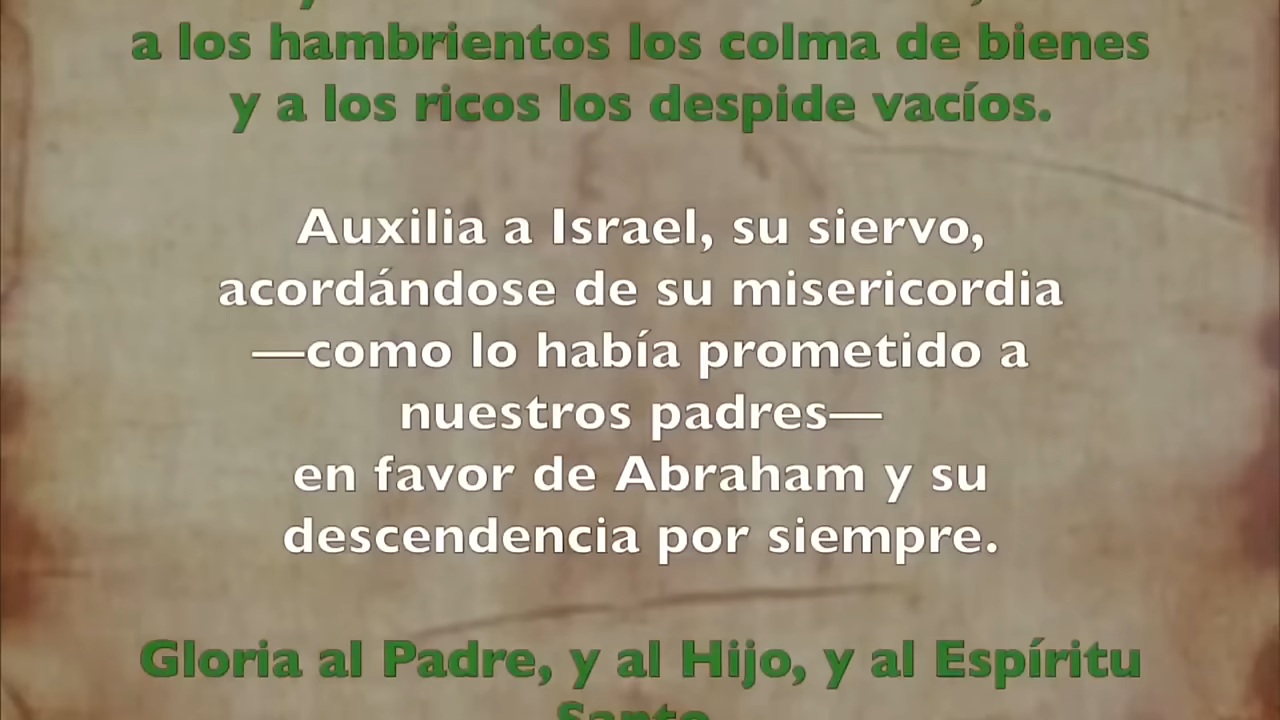 a los hambrientos los colma de bienes
y a los ricos los despide vacíos.
Auxilia a Israel, su siervo,
acordándose de su misericordia
—como lo había prometido a
nuestros padres—
en favor de Abraham y su
descendencia por siempre.
Gloria al Padre, y al Hijo, y al Espíritu
Santo.